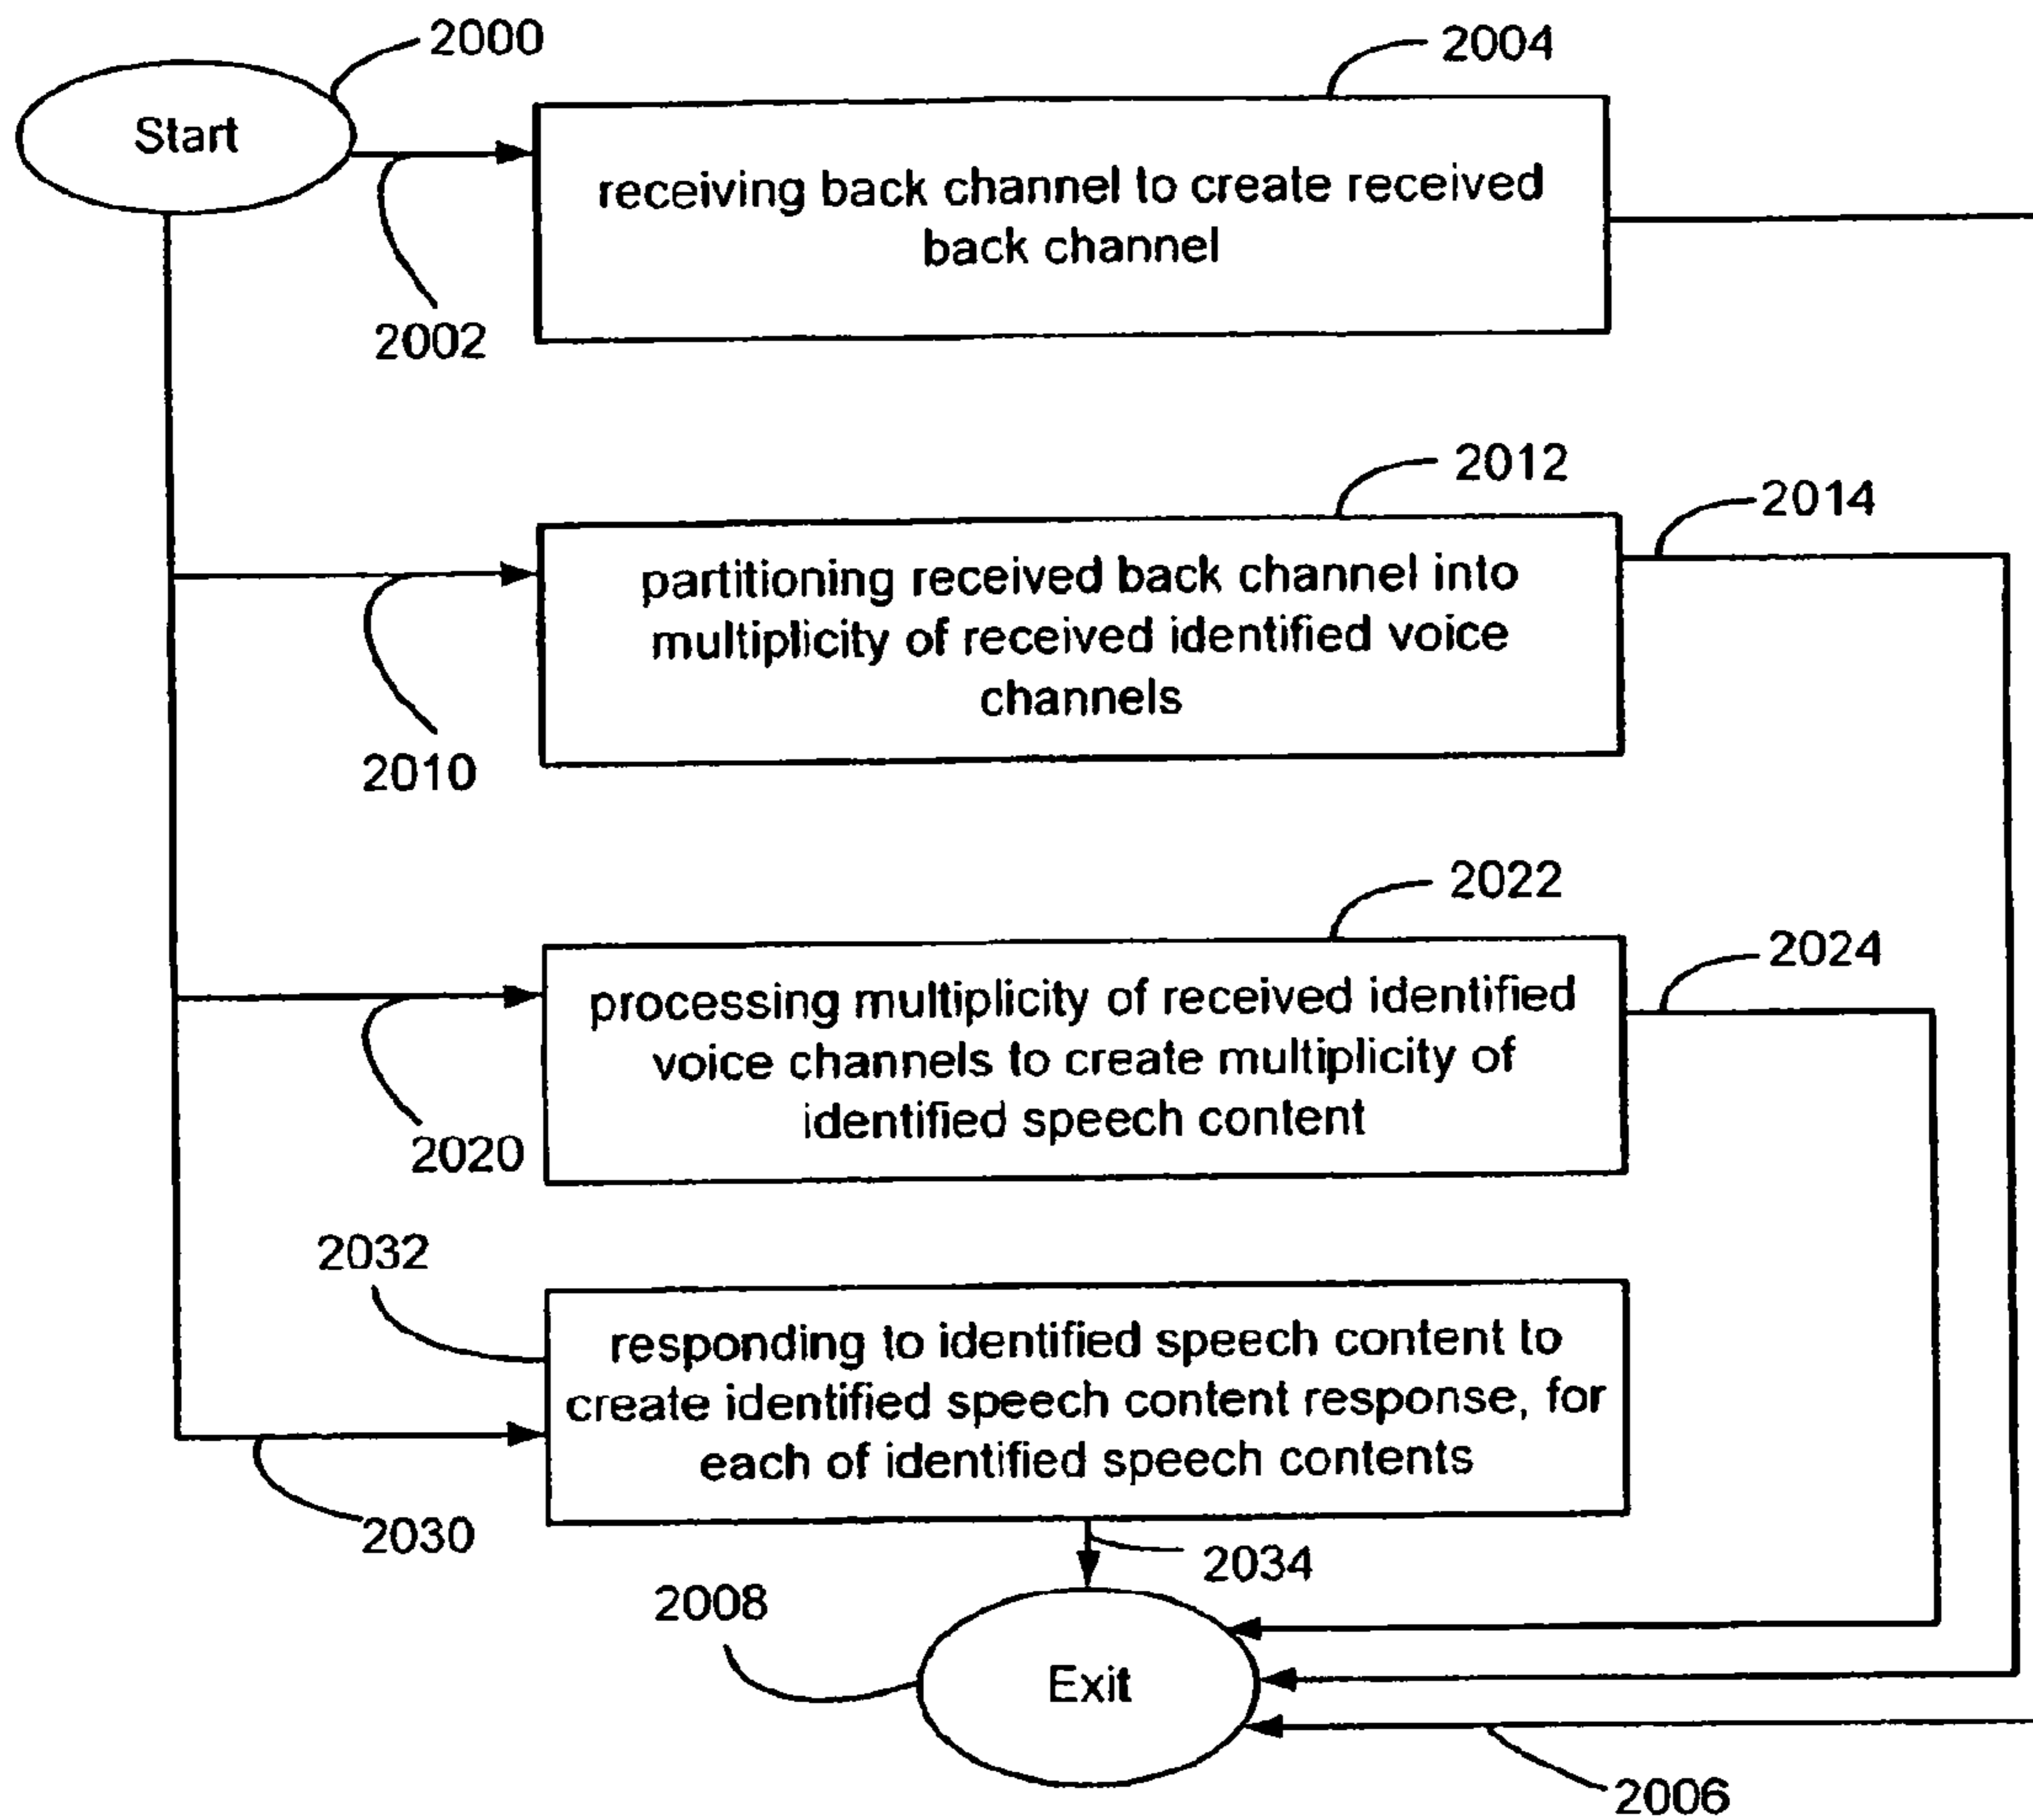 2000
Start
2004
receiving back channel to create received
back channel
2002
2012
2014
partitioning received back channel into
multiplicity of received identified voice
channels
2010
2022
2024
processing multiplicity of received identified
voice channels to create multiplicity of
identified speech content
2020
2032
responding to identified speech content to
create identified speech content response, for
each of identified speech contents
2030
2034
2008
Exit
2006